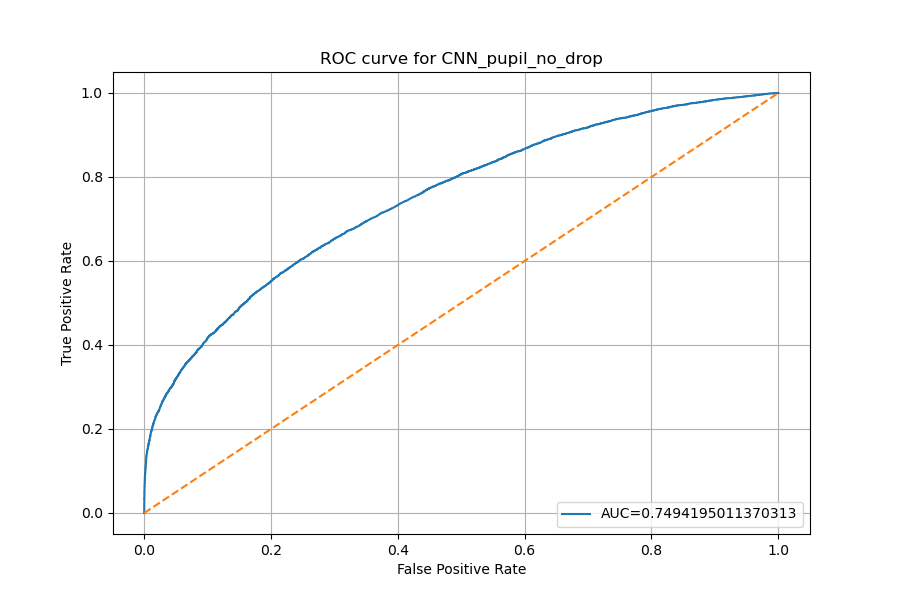 ROC curve for CNN_pupil_no_drop
1.0
0.8
0.6
0.4
0.2
0.0
True Positive Rate
AUC=0.7494195011370313
0.0 0.2 0.4 0.6 0.8 1.0
False Positive Rate